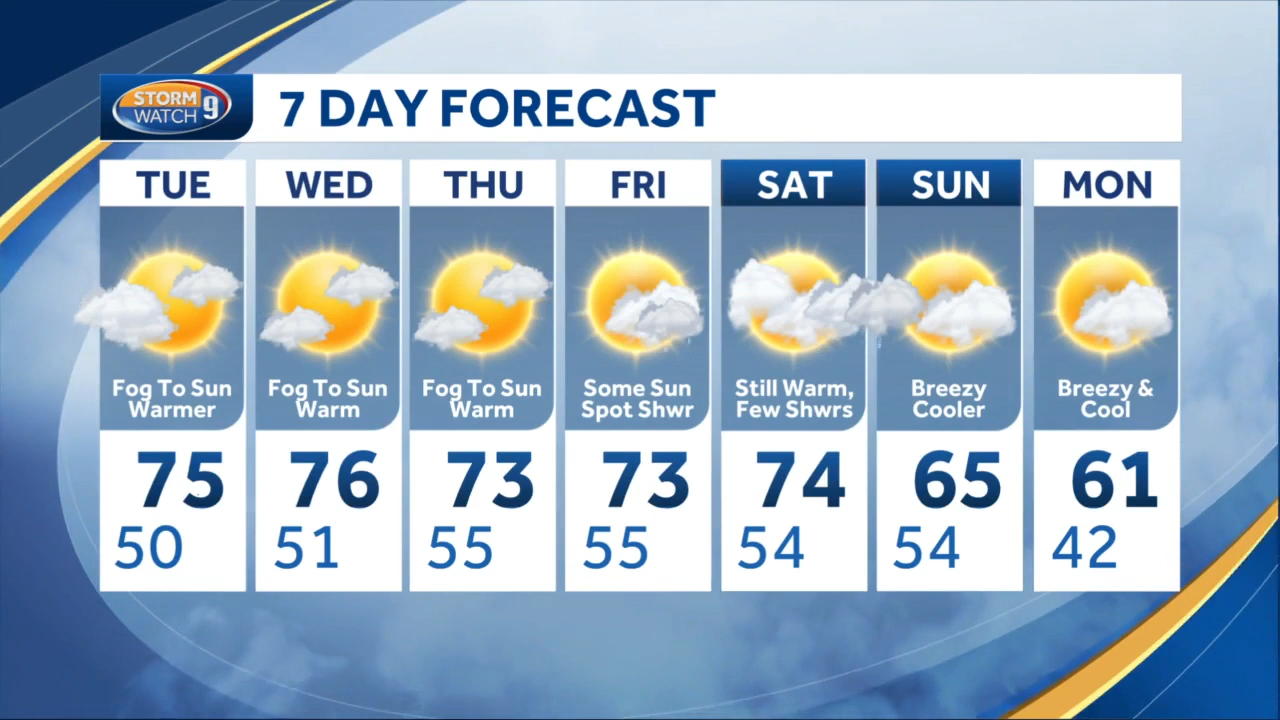 STORM
WATCH 9
7 DAY FORECAST
TUE
Fog To Sun
Warmer
75
50
WED
Fog To Sun
Warm
76
51
THU
Fog To Sun
Warm
73
55
FRI
Some Sun
Spot Shwr
73
55
SAT
Still Warm,
Few Shwrs
74
54
SUN
Breezy
Cooler
65
54
MON
Breezy &
Cool
61
42